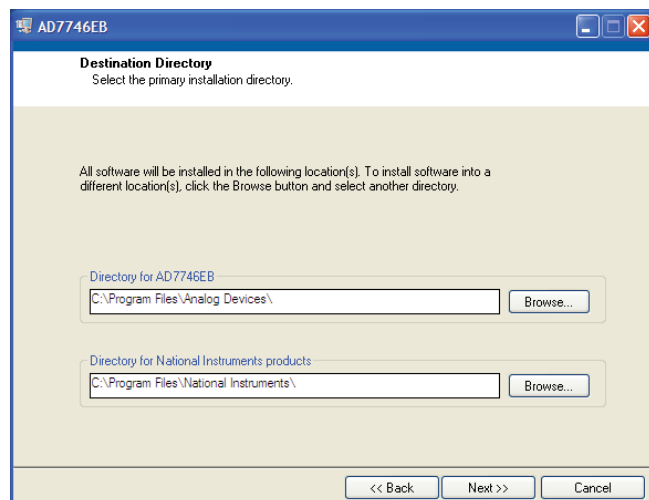 AD7746EB
Destination Directory
Select the primary installation directory.
All software will be installed in the following location(s). To install software into a
different location(s), click the Browse button and select another directory.
Directory for AD7746EB
C:\Program Files\Analog Devices\
Browse...
Directory for National Instruments products
C:\Program Files\National Instruments\
Browse...
<< Back
Next >>
Cancel